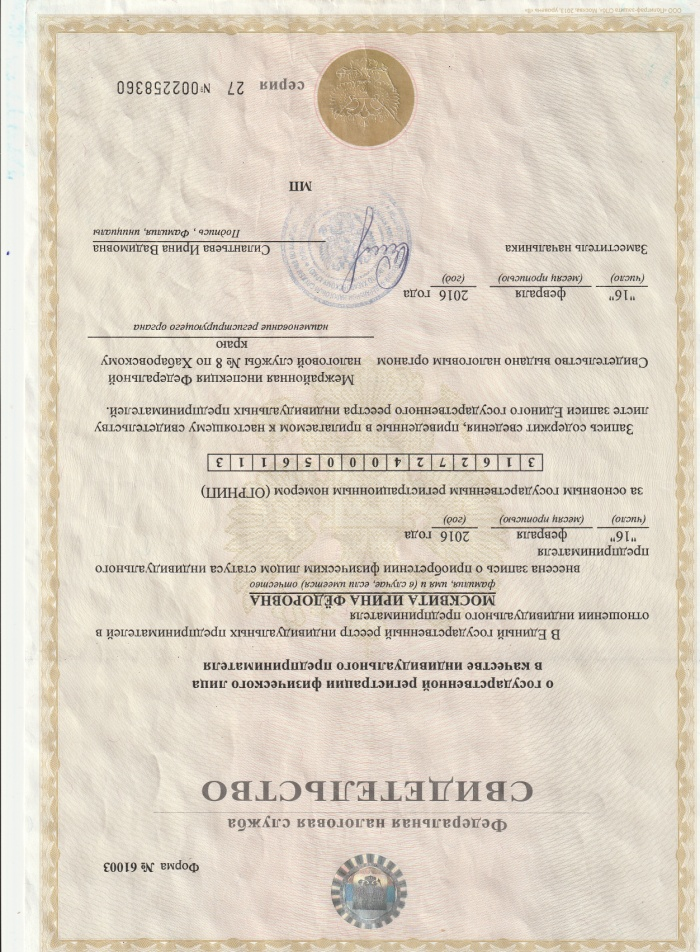 Форма № 61003
Федеральная налоговая служба
СВИДЕТЕЛЬСТВО
о государственной регистрации физического лица
в качестве индивидуального предпринимателя
В Единый государственный реестр индивидуальных предпринимателей в
отношении индивидуального предпринимателя
МОСКВИТА ИРИНА ФЁДОРОВНА
фамилия, имя и (в случае, если имеется) отчество
внесена запись о приобретении физическим лицом статуса индивидуального
предпринимателя
"16" февраля 2016 года
(число) (месяц прописью) (год)
за основным государственным регистрационным номером (ОГРНИП)
3 1 6 2 7 2 4 0 0 0 5 6 1 1 3
Запись содержит сведения, приведенные в прилагаемом к настоящему свидетельству
листе записи Единого государственного реестра индивидуальных предпринимателей.
Свидетельство выдано налоговым органом Межрайонная инспекция Федеральной
налоговой службы № 8 по Хабаровскому
краю
наименование регистрирующего органа
"16" февраля 2016 года
(число) (месяц прописью) (год)
Заместитель начальника Силантьева Ирина Вадимовна
Подпись , Фамилия, инициалы
МП
серия 27 №002258360